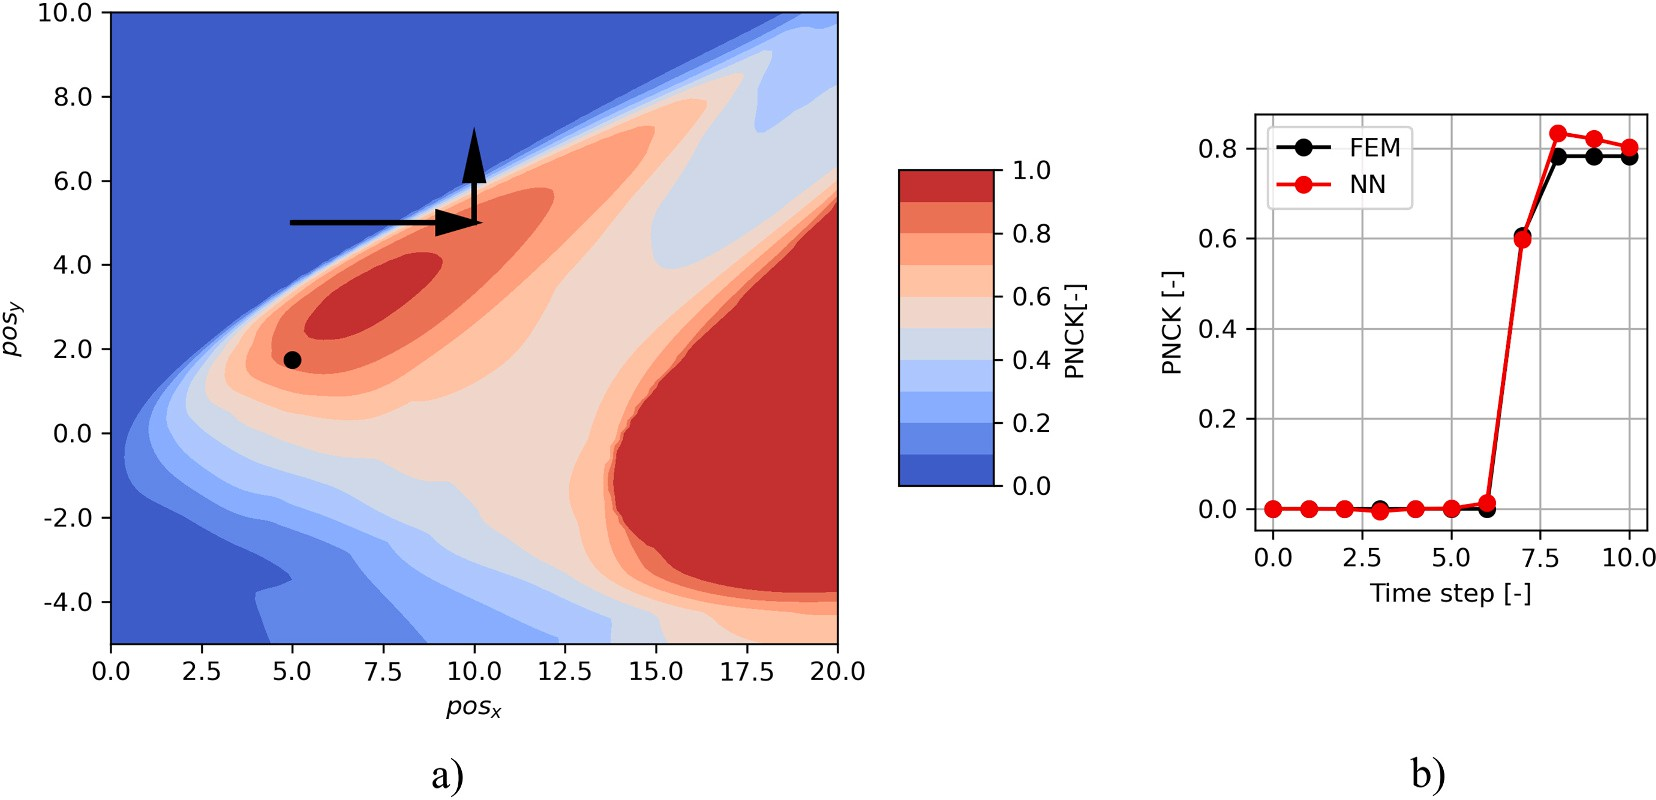 10.0
8.0
6.0
4.0
2.0
0.0
-2.0
-4.0
pos_y
0.0 2.5 5.0 7.5 10.0 12.5 15.0 17.5 20.0
pos_x
1.0
0.8
0.6
0.4
0.2
0.0
PNCK[-]
a)
FEM
NN
0.8
0.6
0.4
0.2
0.0
PNCK [-]
0.0 2.5 5.0 7.5 10.0
Time step [-]
b)